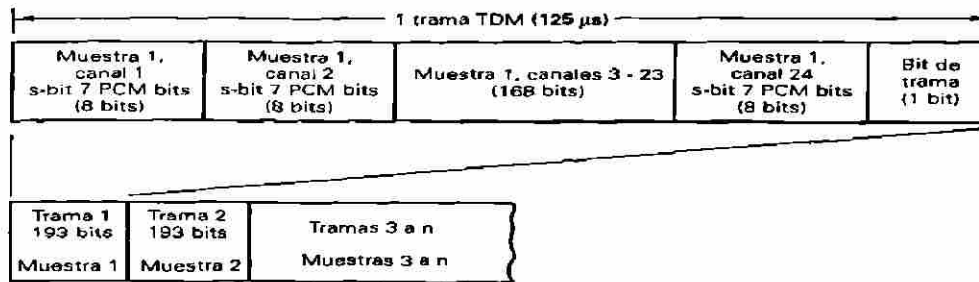 1 trama TDM (125 µs)
Muestra 1,
canal 1
s-bit 7 PCM bits
(8 bits)
Muestra 1,
canal 2
s-bit 7 PCM bits
(8 bits)
Muestra 1, canales 3 - 23
(168 bits)
Muestra 1,
canal 24
s-bit 7 PCM bits
(8 bits)
Bit de
trama
(1 bit)
Trama 1
193 bits
Muestra 1
Trama 2
193 bits
Muestra 2
Tramas 3 a n
Muestras 3 a n